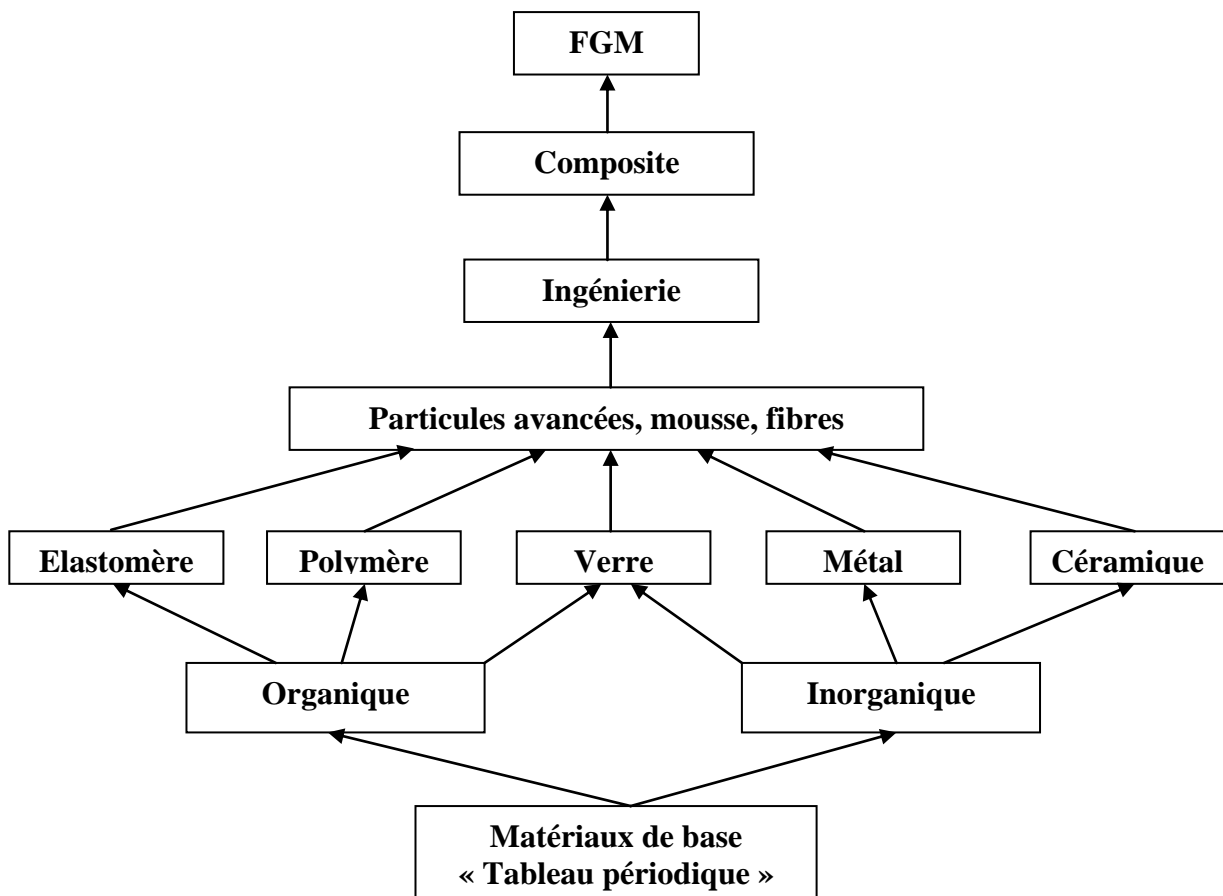 FGM
Composite
Ingénierie
Particules avancées, mousse, fibres
Elastomère
Polymère
Verre
Métal
Céramique
Organique
Inorganique
Matériaux de base
« Tableau périodique »